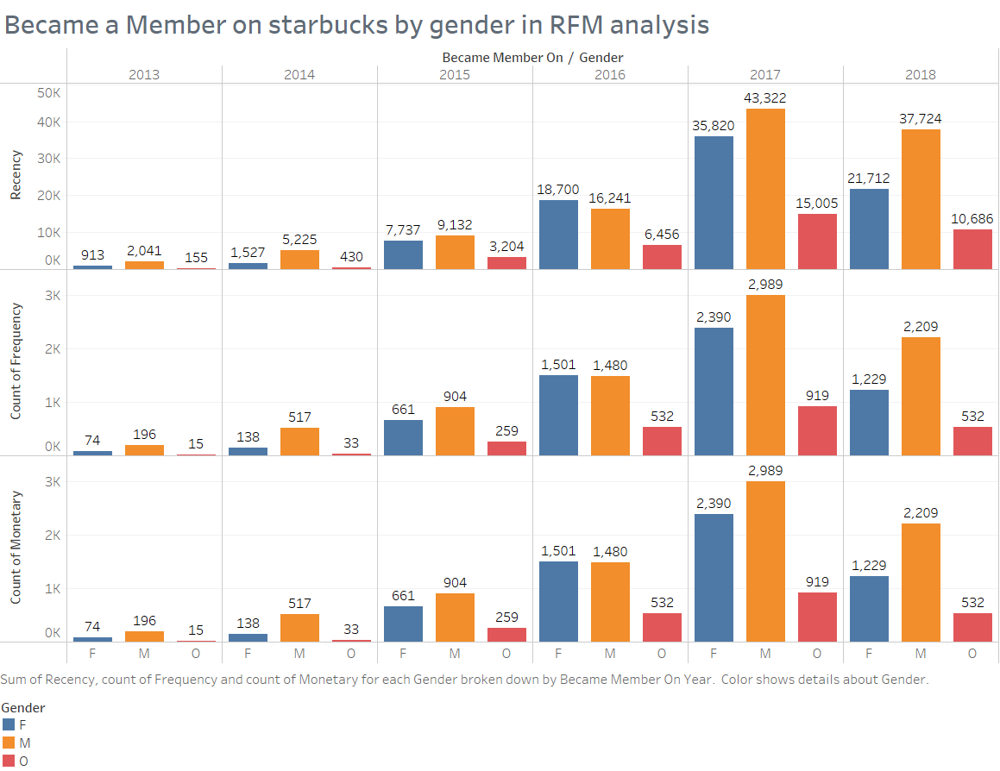 Became a Member on starbucks by gender in RFM analysis
Became Member On / Gender
2013 2014 2015 2016 2017 2018
Recency
50K
40K
30K
20K
10K
0K
913 2,041 155 1,527 5,225 430 7,737 9,132 3,204 18,700 16,241 6,456 35,820 43,322 15,005 21,712 37,724 10,686
Count of Frequency
3K
2K
1K
0K
74 196 15 138 517 33 661 904 259 1,501 1,480 532 2,390 2,989 919 1,229 2,209 532
Count of Monetary
3K
2K
1K
0K
74 196 15 138 517 33 661 904 259 1,501 1,480 532 2,390 2,989 919 1,229 2,209 532
F M O F M O F M O F M O F M O F M O
Sum of Recency, count of Frequency and count of Monetary for each Gender broken down by Became Member On Year. Color shows details about Gender.
Gender
F
M
O